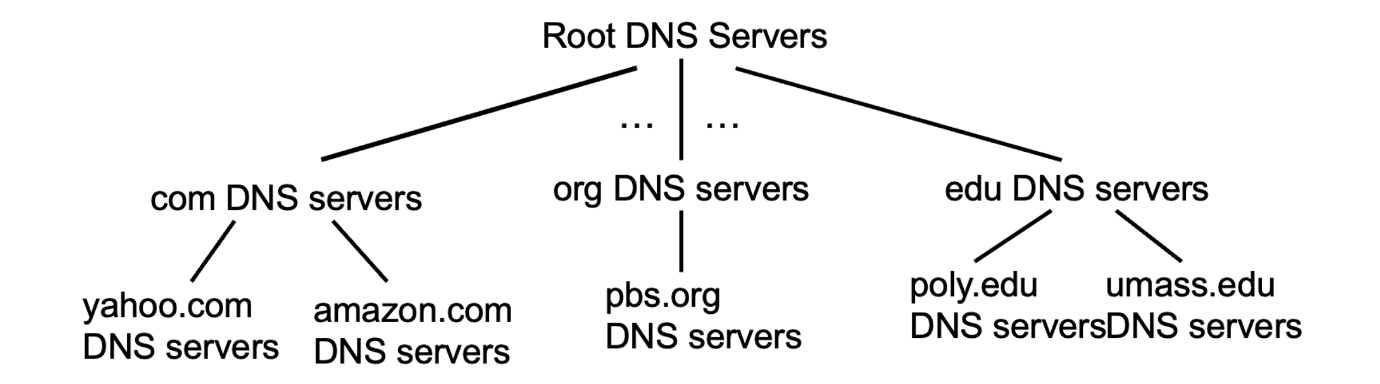 Root DNS Servers
… …
com DNS servers
org DNS servers
edu DNS servers
yahoo.com
DNS servers
amazon.com
DNS servers
pbs.org
DNS servers
poly.edu
DNS servers
umass.edu
DNS servers